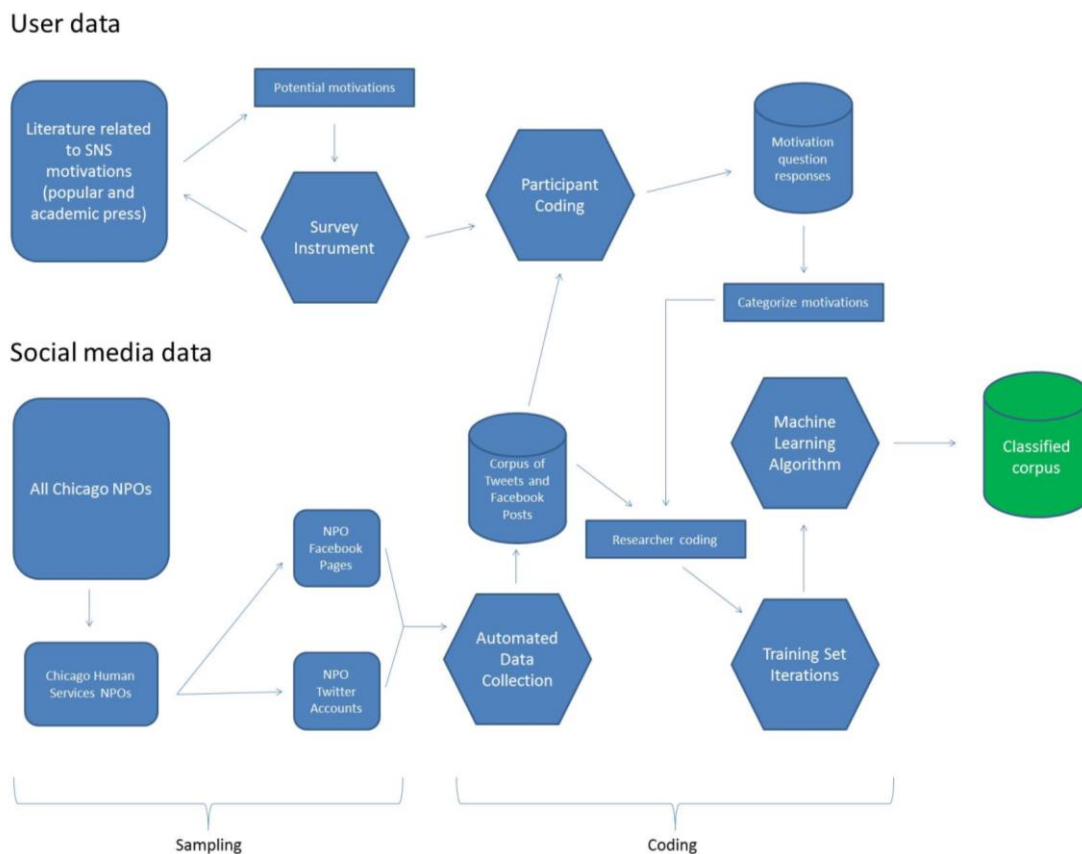 User data
Literature related
to SNS
motivations
(popular and
academic press)
Potential motivations
Survey
Instrument
Participant
Coding
Motivation
question
responses
Categorize motivations
Social media data
All Chicago NPOs
Chicago Human
Services NPOs
NPO
Facebook
Pages
NPO
Twitter
Accounts
Automated
Data
Collection
Corpus of
Tweets and
Facebook
Posts
Researcher coding
Training Set
Iterations
Machine
Learning
Algorithm
Classified
corpus
Sampling
Coding